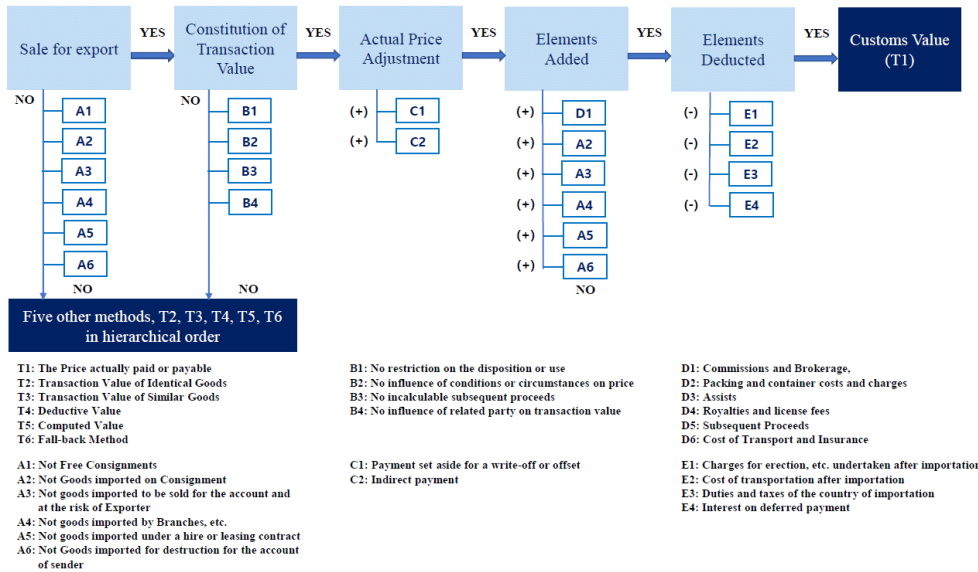 Sale for export
YES
Constitution of
Transaction
Value
YES
Actual Price
Adjustment
YES
Elements
Added
YES
Elements
Deducted
YES
Customs Value
(T1)
NO
A1
A2
A3
A4
A5
A6
NO
NO
B1
B2
B3
B4
NO
(+) C1
(+) C2
(+) D1
(+) A2
(+) A3
(+) A4
(+) A5
(+) A6
NO
(-) E1
(-) E2
(-) E3
(-) E4
Five other methods, T2, T3, T4, T5, T6
in hierarchical order
T1: The Price actually paid or payable
T2: Transaction Value of Identical Goods
T3: Transaction Value of Similar Goods
T4: Deductive Value
T5: Computed Value
T6: Fall-back Method
A1: Not Free Consignments
A2: Not Goods imported on Consignment
A3: Not goods imported to be sold for the account and
at the risk of Exporter
A4: Not goods imported by Branches, etc.
A5: Not goods imported under a hire or leasing contract
A6: Not Goods imported for destruction for the account
of sender
B1: No restriction on the disposition or use
B2: No influence of conditions or circumstances on price
B3: No incalculable subsequent proceeds
B4: No influence of related party on transaction value
C1: Payment set aside for a write-off or offset
C2: Indirect payment
D1: Commissions and Brokerage,
D2: Packing and container costs and charges
D3: Assists
D4: Royalties and license fees
D5: Subsequent Proceeds
D6: Cost of Transport and Insurance
E1: Charges for erection, etc. undertaken after importation
E2: Cost of transportation after importation
E3: Duties and taxes of the country of importation
E4: Interest on deferred payment